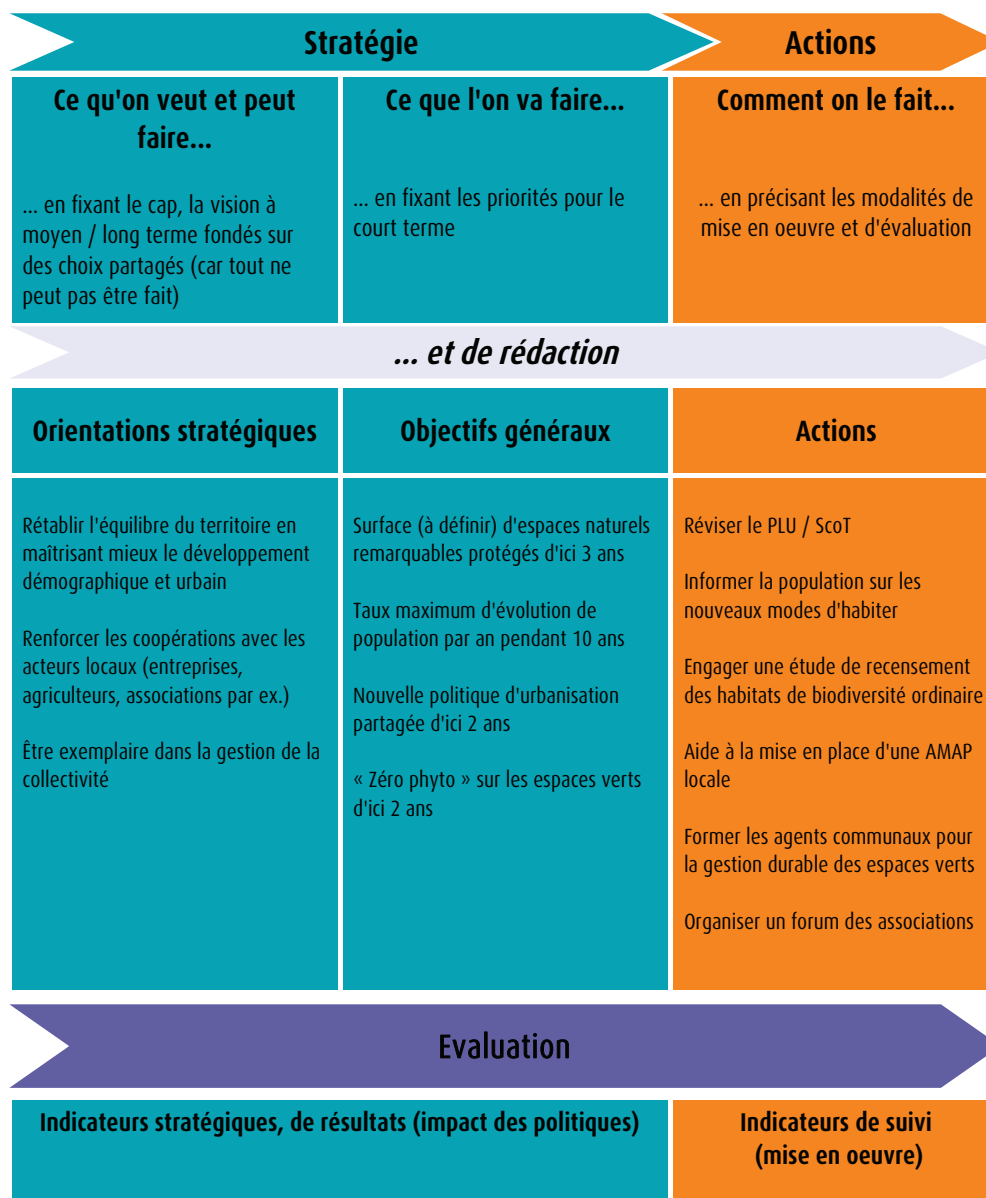 Stratégie
Actions
Ce qu'on veut et peut
faire...
... en fixant le cap, la vision à
moyen / long terme fondés sur
des choix partagés (car tout ne
peut pas être fait)
Ce que l'on va faire...
... en fixant les priorités pour le
court terme
Comment on le fait...
... en précisant les modalités de
mise en oeuvre et d'évaluation
... et de rédaction
Orientations stratégiques
Objectifs généraux
Actions
Rétablir l'équilibre du territoire en
maîtrisant mieux le développement
démographique et urbain
Renforcer les coopérations avec les
acteurs locaux (entreprises,
agriculteurs, associations par ex.)
Être exemplaire dans la gestion de la
collectivité
Surface (à définir) d'espaces naturels
remarquables protégés d'ici 3 ans
Taux maximum d'évolution de
population par an pendant 10 ans
Nouvelle politique d'urbanisation
partagée d'ici 2 ans
« Zéro phyto » sur les espaces verts
d'ici 2 ans
Réviser le PLU / ScoT
Informer la population sur les
nouveaux modes d'habiter
Engager une étude de recensement
des habitats de biodiversité ordinaire
Aide à la mise en place d'une AMAP
locale
Former les agents communaux pour
la gestion durable des espaces verts
Organiser un forum des associations
Evaluation
Indicateurs stratégiques, de résultats (impact des politiques)
Indicateurs de suivi
(mise en oeuvre)